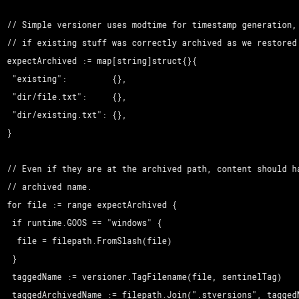 // Simple versioner uses modtime for timestamp generation,
// if existing stuff was correctly archived as we restored
expectArchived := map[string]struct{}{
"existing": {},
"dir/file.txt": {},
"dir/existing.txt": {},
}
// Even if they are at the archived path, content should
// archived name.
for file := range expectArchived {
if runtime.GOOS == "windows" {
file = filepath.FromSlash(file)
}
taggedName := versioner.TagFilename(file, sentinelTag)
taggedArchivedName := filepath.Join(".stversions",